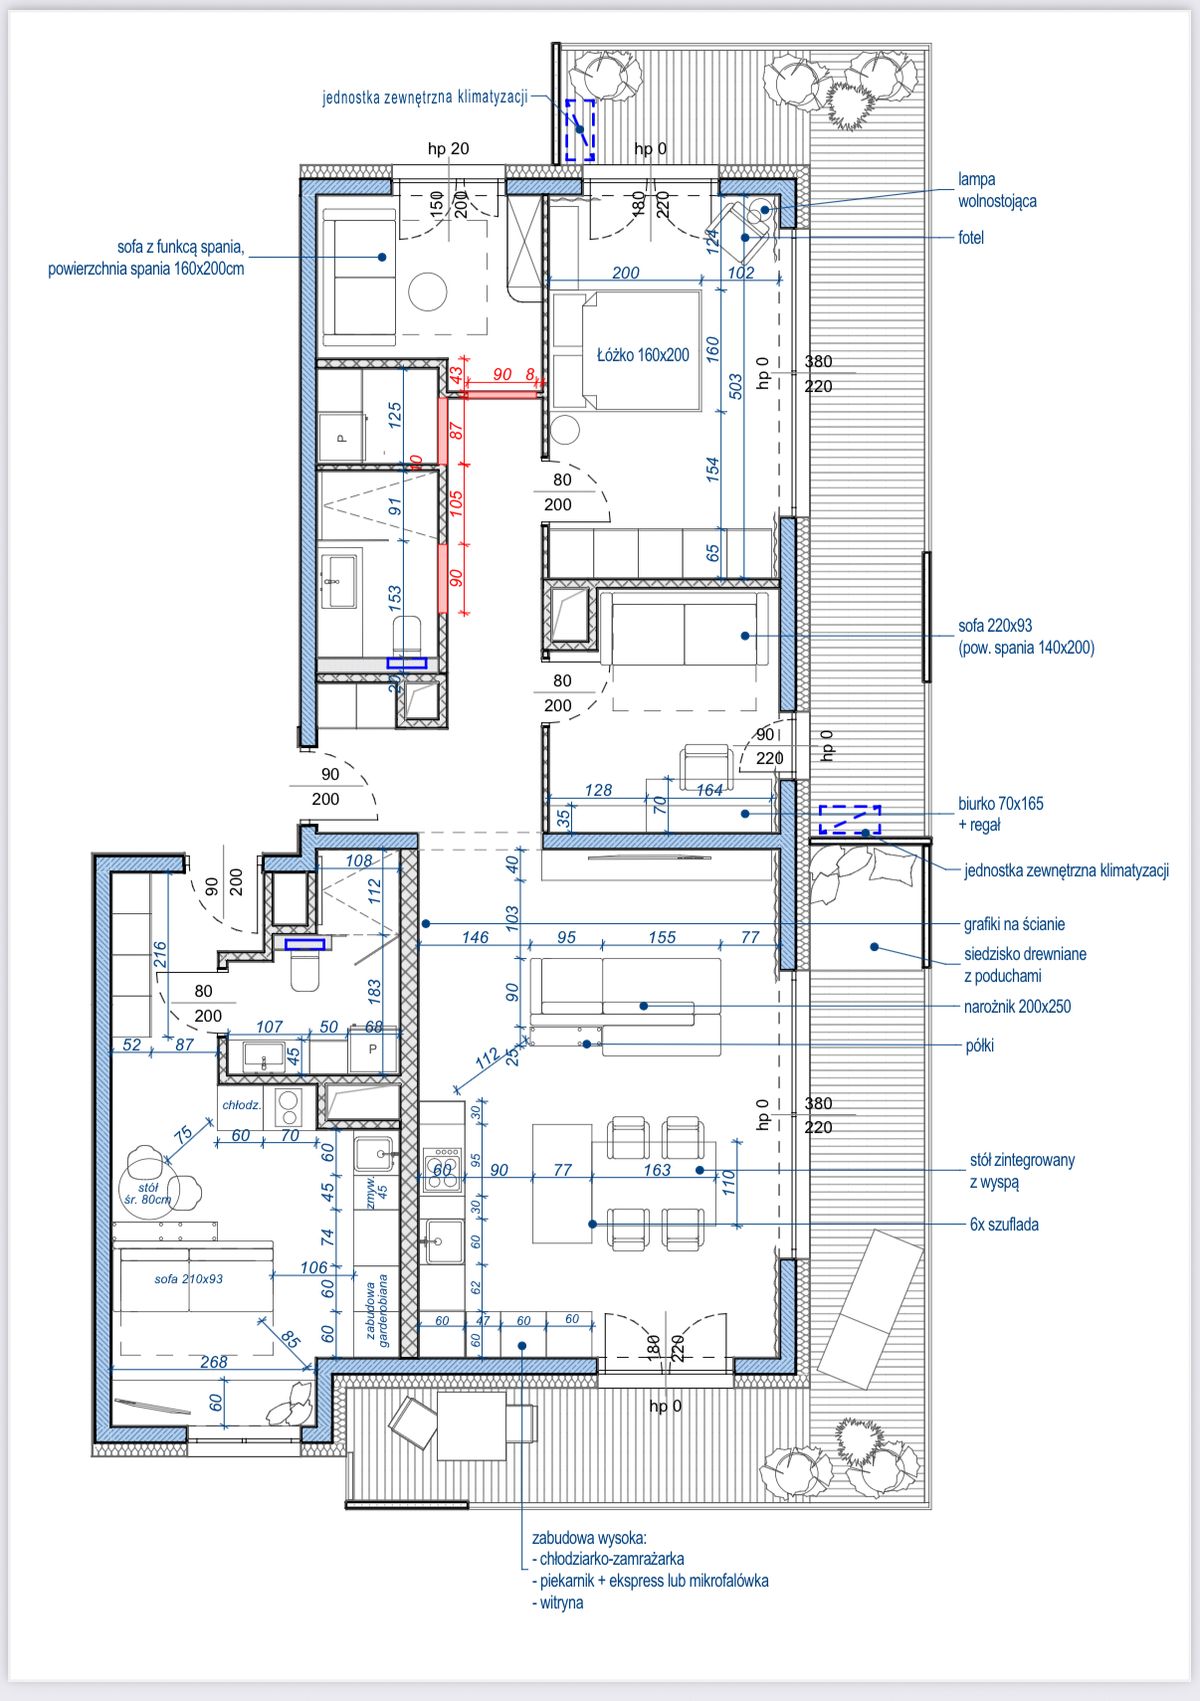 jednostka zewnętrzna klimatyzacji
hp 20
hp 0
150
200
180
220
lampa
wolnostojąca
fotel
sofa z funkcą spania,
powierzchnia spania 160x200cm
124
200
102
Łóżko 160x200
160
503
hp 0
380
220
43
90
8
125
87
P
10
154
80
200
91
105
65
153
90
20
sofa 220x93
(pow. spania 140x200)
80
200
90
220
hp 0
90
200
128
164
35
70
biurko 70x165
+ regał
jednostka zewnętrzna klimatyzacji
108
112
40
90
200
103
grafiki na ścianie
146
95
155
77
216
siedzisko drewniane
z poduchami
183
90
80
200
narożnik 200x250
107
50
68
52
87
45
P
112
25
półki
chłodz.
30
hp 0
380
220
75
60
70
60
95
60
90
77
163
110
stół zintegrowany
z wyspą
stół
śr. 80cm
zmyw.
45
45
30
6x szuflada
74
60
106
sofa 210x93
60
62
zabudowa
garderobiana
60
47
60
60
60
60
85
180
220
268
60
hp 0
zabudowa wysoka:
- chłodziarko-zamrażarka
- piekarnik + ekspress lub mikrofalówka
- witryna